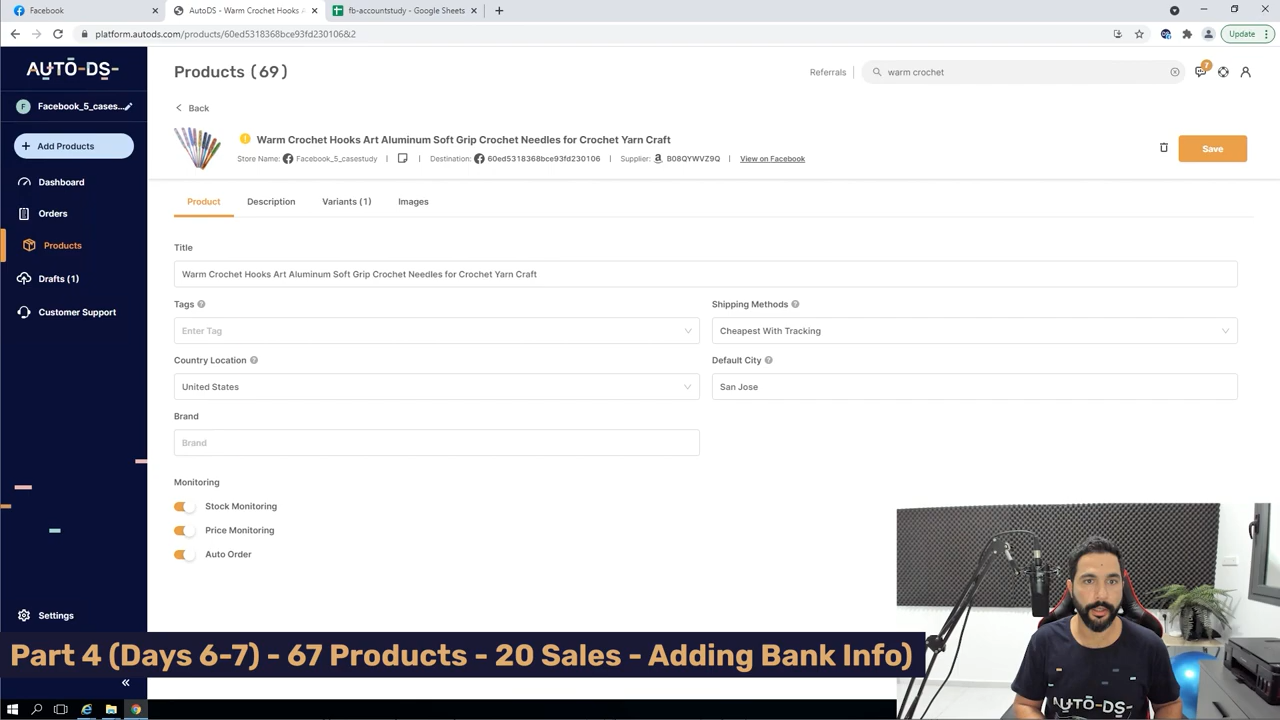 Facebook
AutoDS - Warm Crochet Hooks A
fb-accountstudy - Google Sheets
platform.autods.com/products/60ed5318368bce93fd230106&2
Update
AUTO-DS-
Products (69)
Referrals
warm crochet
7
F
Facebook_5_cases...
Back
Add Products
Warm Crochet Hooks Art Aluminum Soft Grip Crochet Needles for Crochet Yarn Craft
Store Name: Facebook_5_casestudy | | Destination: 60ed5318368bce93fd230106 | Supplier: B08QYWVZ9Q | View on Facebook
Save
Dashboard
Orders
Products
Drafts (1)
Customer Support
Product
Description
Variants (1)
Images
Title
Warm Crochet Hooks Art Aluminum Soft Grip Crochet Needles for Crochet Yarn Craft
Tags
Shipping Methods
Enter Tag
Cheapest With Tracking
Country Location
Default City
United States
San Jose
Brand
Brand
Monitoring
Stock Monitoring
Price Monitoring
Auto Order
Settings
Part 4 (Days 6-7) - 67 Products - 20 Sales - Adding Bank Info)
AUTO-DS-